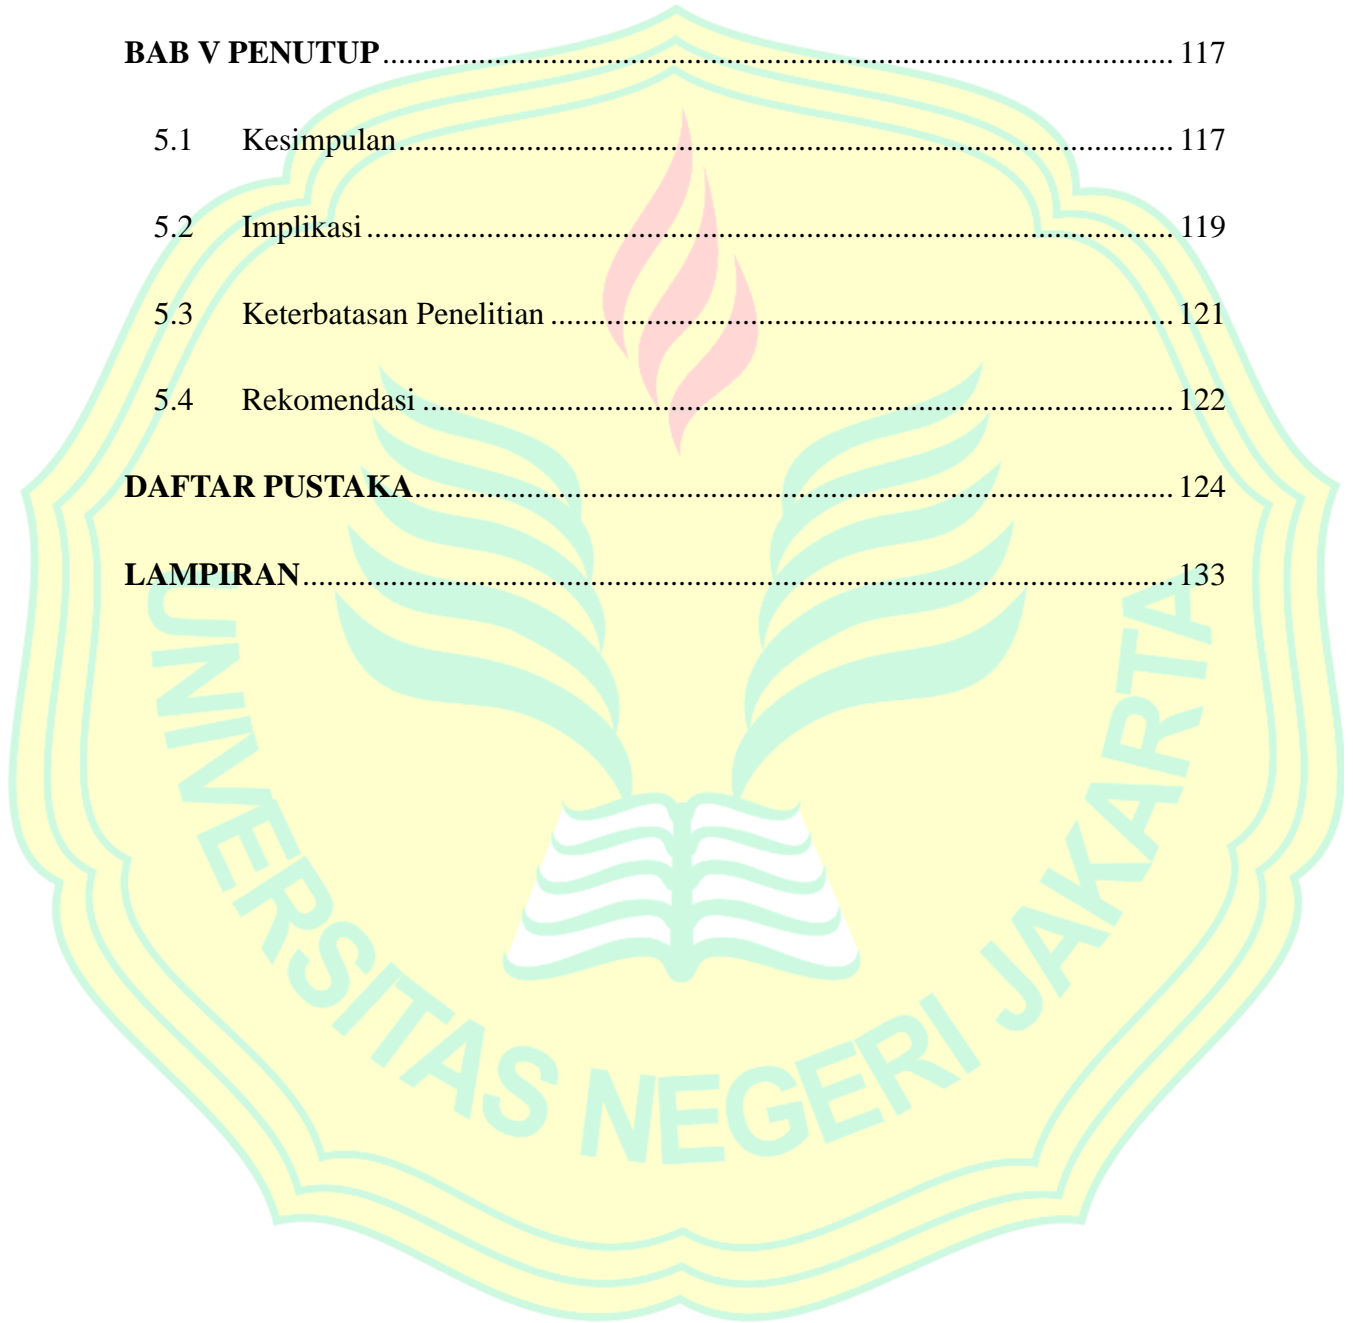 BAB V PENUTUP.......................................................................................................... 117
5.1 Kesimpulan........................................................................................................ 117
5.2 Implikasi............................................................................................................ 119
5.3 Keterbatasan Penelitian..................................................................................... 121
5.4 Rekomendasi..................................................................................................... 122
DAFTAR PUSTAKA...................................................................................................... 124
LAMPIRAN.................................................................................................................... 133
UNIVERSITAS NEGERI JAKARTA